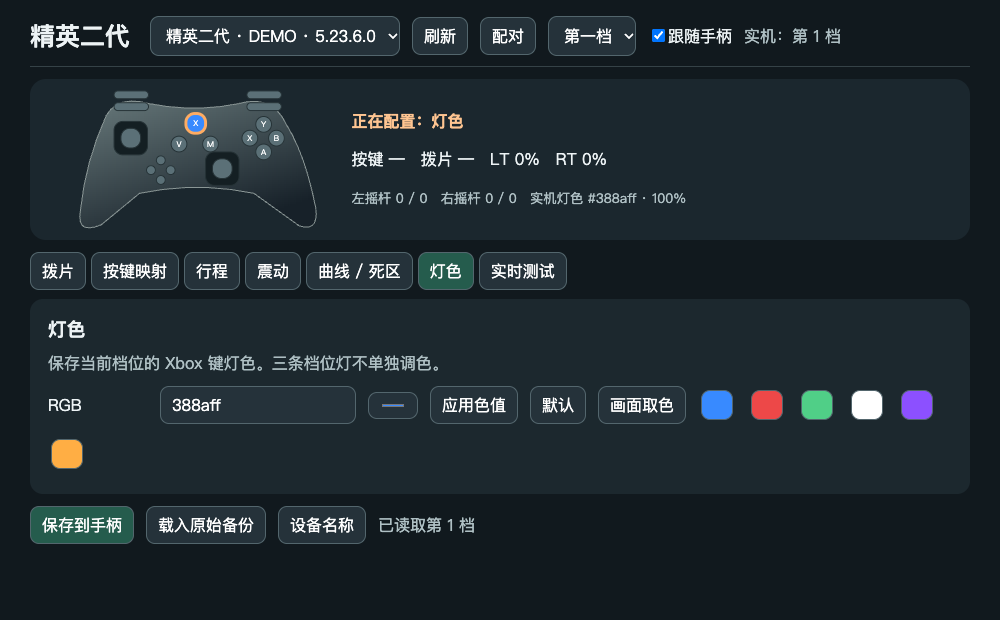 精英二代 精英二代 · DEMO · 5.23.6.0 刷新 配对 第一档 跟随手柄 实机：第 1 档
X
Y
V M X B
A
正在配置：灯色
按键 — 拨片 — LT 0% RT 0%
左摇杆 0 / 0 右摇杆 0 / 0 实机灯色 #388aff · 100%
拨片 按键映射 行程 震动 曲线 / 死区 灯色 实时测试
灯色
保存当前档位的 Xbox 键灯色。三条档位灯不单独调色。
RGB 388aff 应用色值 默认 画面取色
保存到手柄 载入原始备份 设备名称 已读取第 1 档